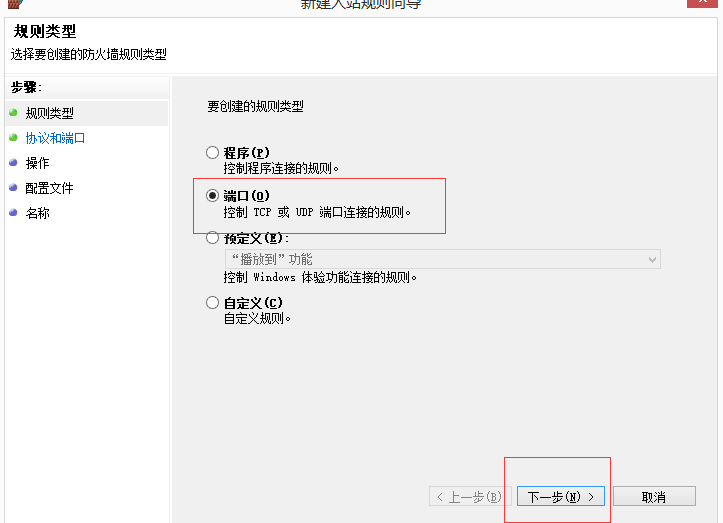 新建入站规则向导
规则类型
选择要创建的防火墙规则类型
步骤:
规则类型
协议和端口
操作
配置文件
名称
要创建的规则类型
程序(P)
控制程序连接的规则。
端口(O)
控制 TCP 或 UDP 端口连接的规则。
预定义(E):
“播放到”功能
控制 Windows 体验功能连接的规则。
自定义(C)
自定义规则。
< 上一步(B)
下一步(N) >
取消